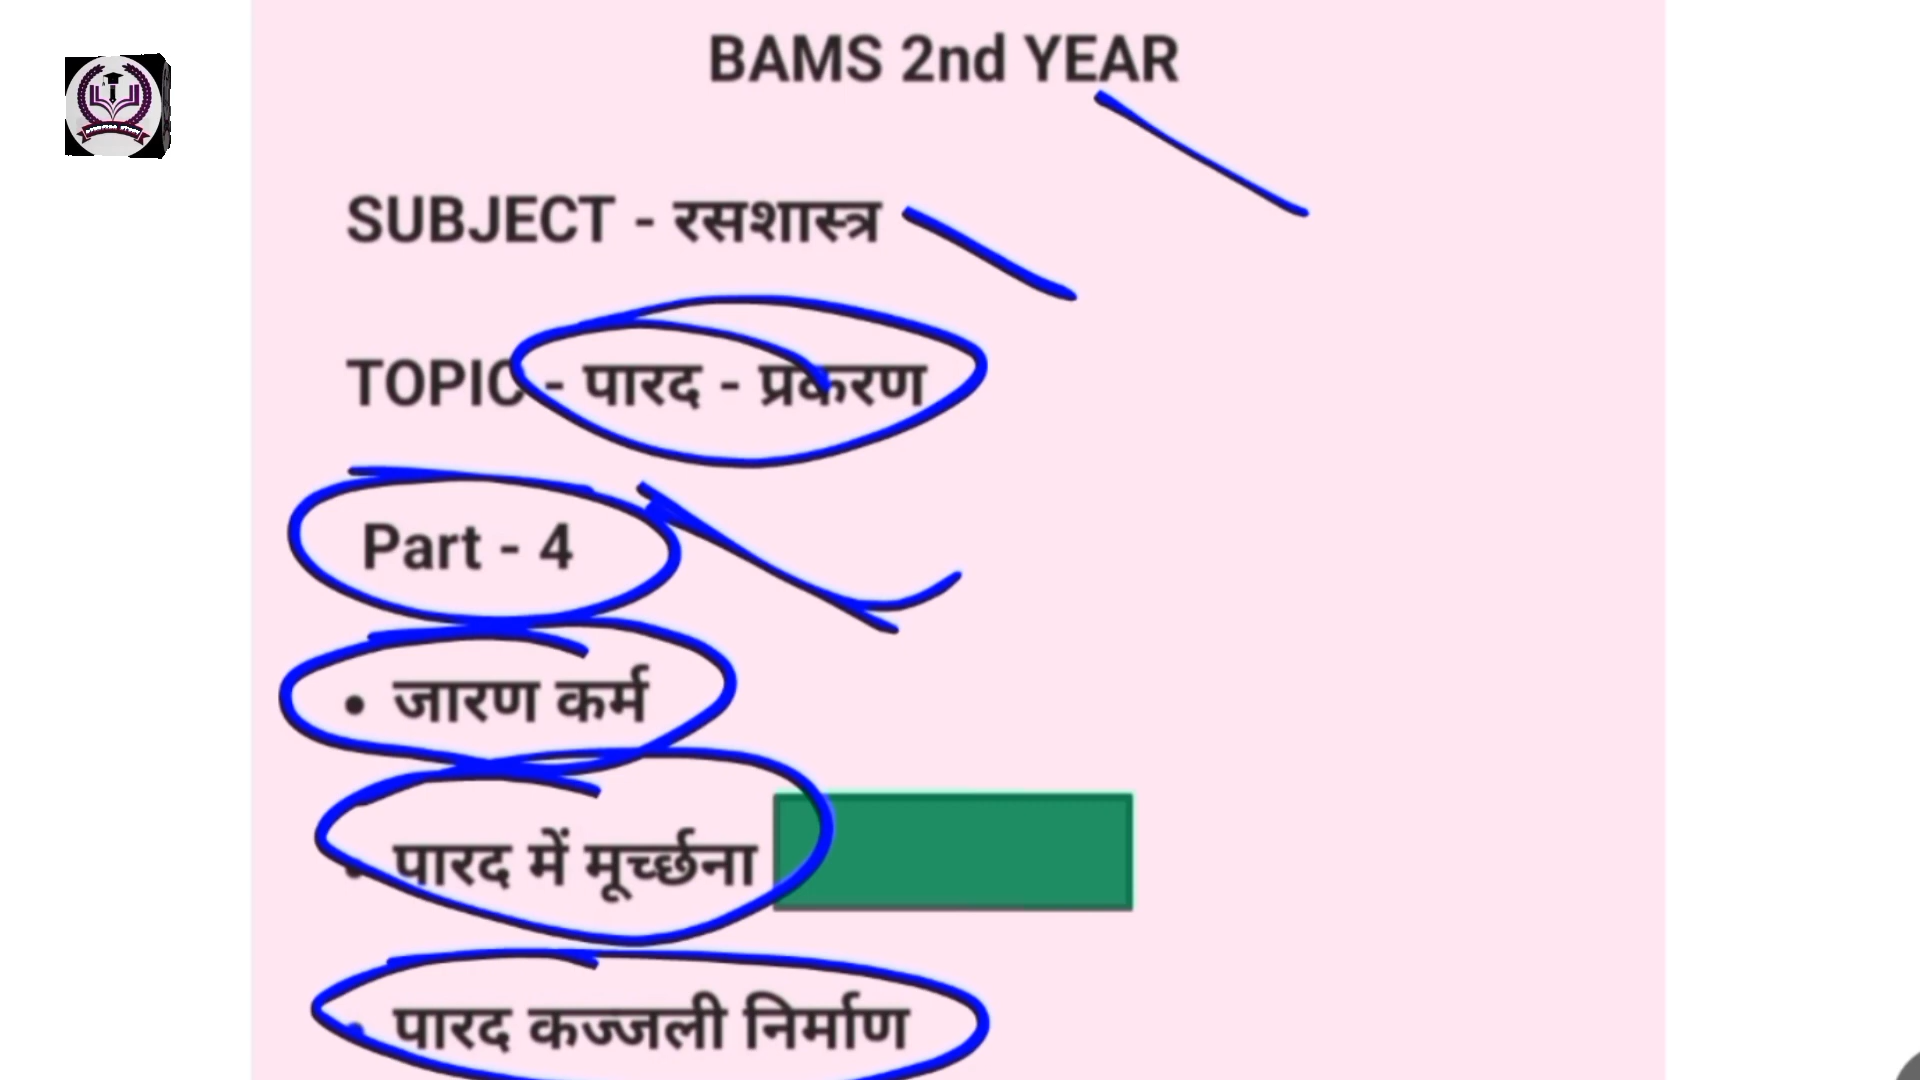 BAMS 2nd YEAR
SUBJECT - रसशास्त्र
TOPIC - पारद - प्रकरण
Part - 4
• जारण कर्म
• पारद में मूर्च्छना
• पारद कज्जली निर्माण